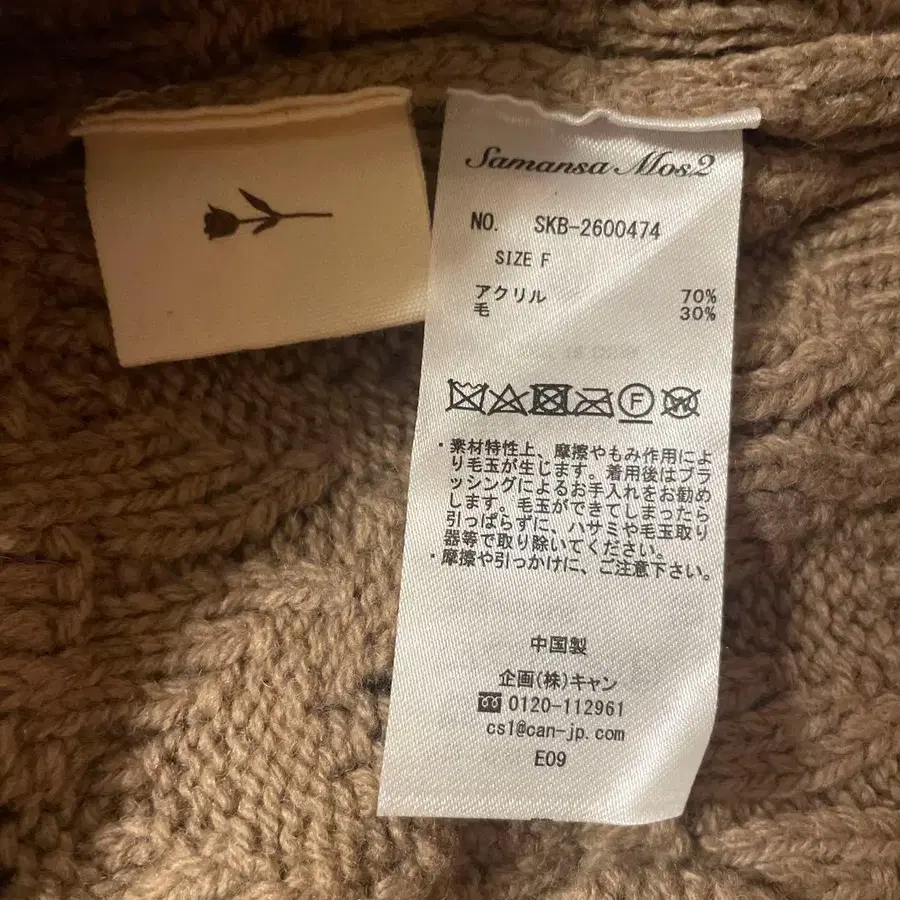 Samansa Mos2
NO. SKB-2600474
SIZE F
アクリル 70%
毛 30%
F
W
・素材特性上、摩擦やもみ作用によ
り毛玉が生じます。着用後はブラ
ッシングによるお手入れをお勧め
します。毛玉ができてしまったら
引っぱらずに、ハサミや毛玉取り
器等で取り除いてください。
・摩擦や引っかけに、ご注意下さい。
中国製
企画(株)キャン
0120-112961
cs1@can-jp.com
E09